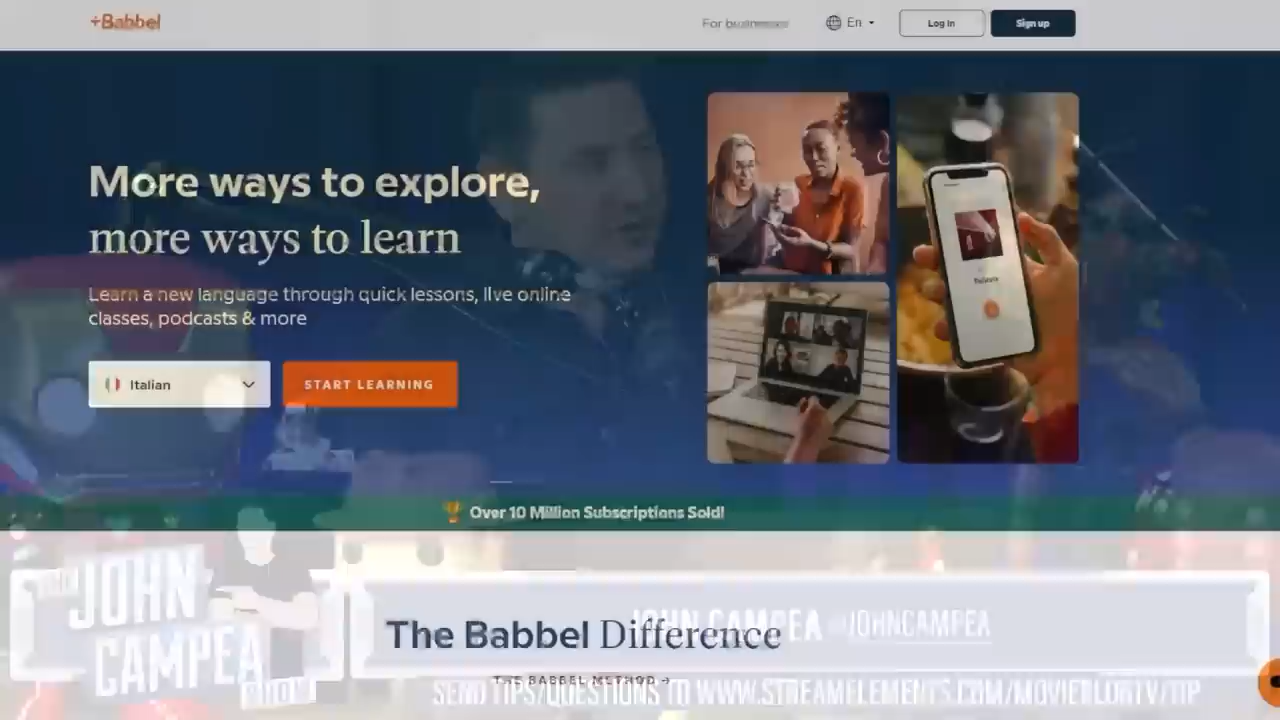 +Babbel
For businesses
En
Log in
Sign up
More ways to explore,
more ways to learn
Learn a new language through quick lessons, live online
classes, podcasts & more
Italian
START LEARNING
Over 10 Million Subscriptions Sold!
JOHN
CAMPEA
The Babbel Difference
JOHN CAMPEA @JOHNCAMPEA
THE BABBEL METHOD →
SEND TIPS/QUESTIONS TO WWW.STREAMELEMENTS.COM/MOVIEBLOGTV/TIP